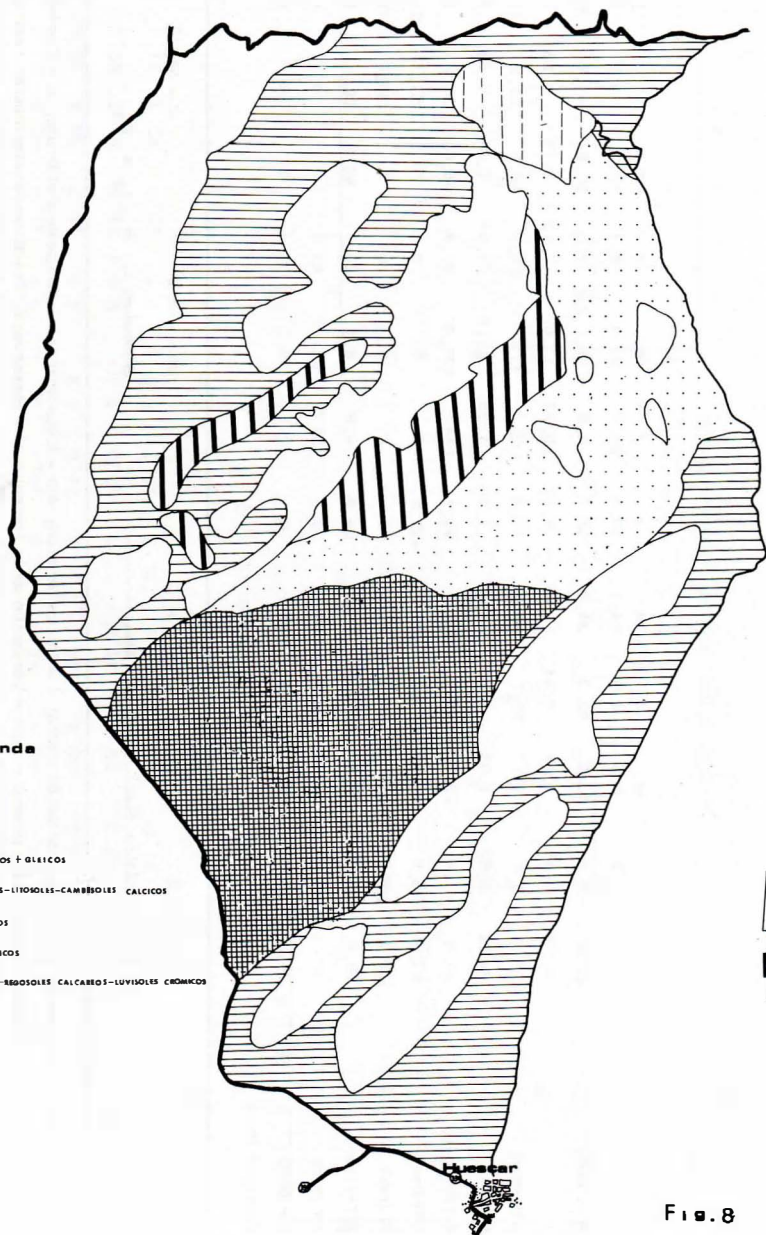 nda
OS + GLEICOS
S-LITOSOLES-CAMBISOLES CALCICOS
OS
ICOS
-REGOSOLES CALCAREOS-LUVISOLES CROMICOS
Huescar
Fig.8